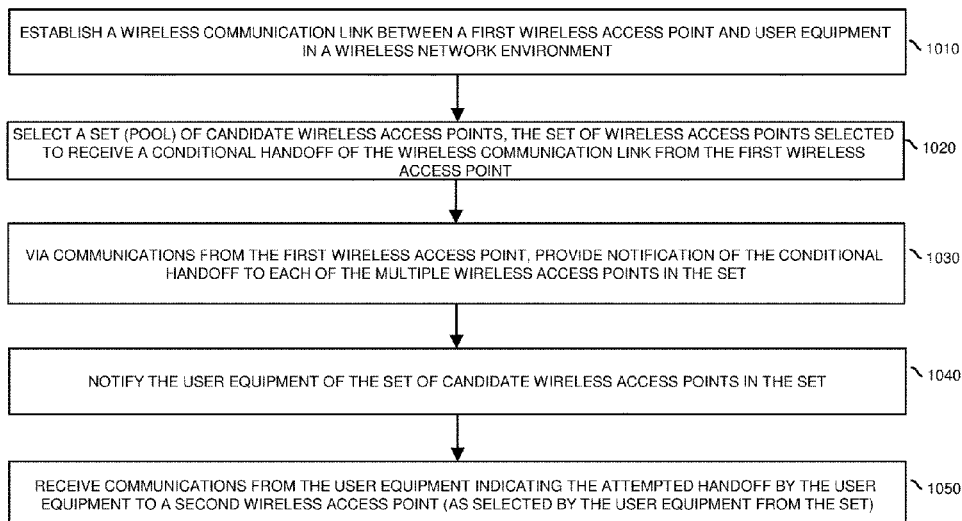 ESTABLISH A WIRELESS COMMUNICATION LINK BETWEEN A FIRST WIRELESS ACCESS POINT AND USER EQUIPMENT
IN A WIRELESS NETWORK ENVIRONMENT
1010
SELECT A SET (POOL) OF CANDIDATE WIRELESS ACCESS POINTS, THE SET OF WIRELESS ACCESS POINTS SELECTED
TO RECEIVE A CONDITIONAL HANDOFF OF THE WIRELESS COMMUNICATION LINK FROM THE FIRST WIRELESS
ACCESS POINT
1020
VIA COMMUNICATIONS FROM THE FIRST WIRELESS ACCESS POINT, PROVIDE NOTIFICATION OF THE CONDITIONAL
HANDOFF TO EACH OF THE MULTIPLE WIRELESS ACCESS POINTS IN THE SET
1030
NOTIFY THE USER EQUIPMENT OF THE SET OF CANDIDATE WIRELESS ACCESS POINTS IN THE SET
1040
RECEIVE COMMUNICATIONS FROM THE USER EQUIPMENT INDICATING THE ATTEMPTED HANDOFF BY THE USER
EQUIPMENT TO A SECOND WIRELESS ACCESS POINT (AS SELECTED BY THE USER EQUIPMENT FROM THE SET)
1050